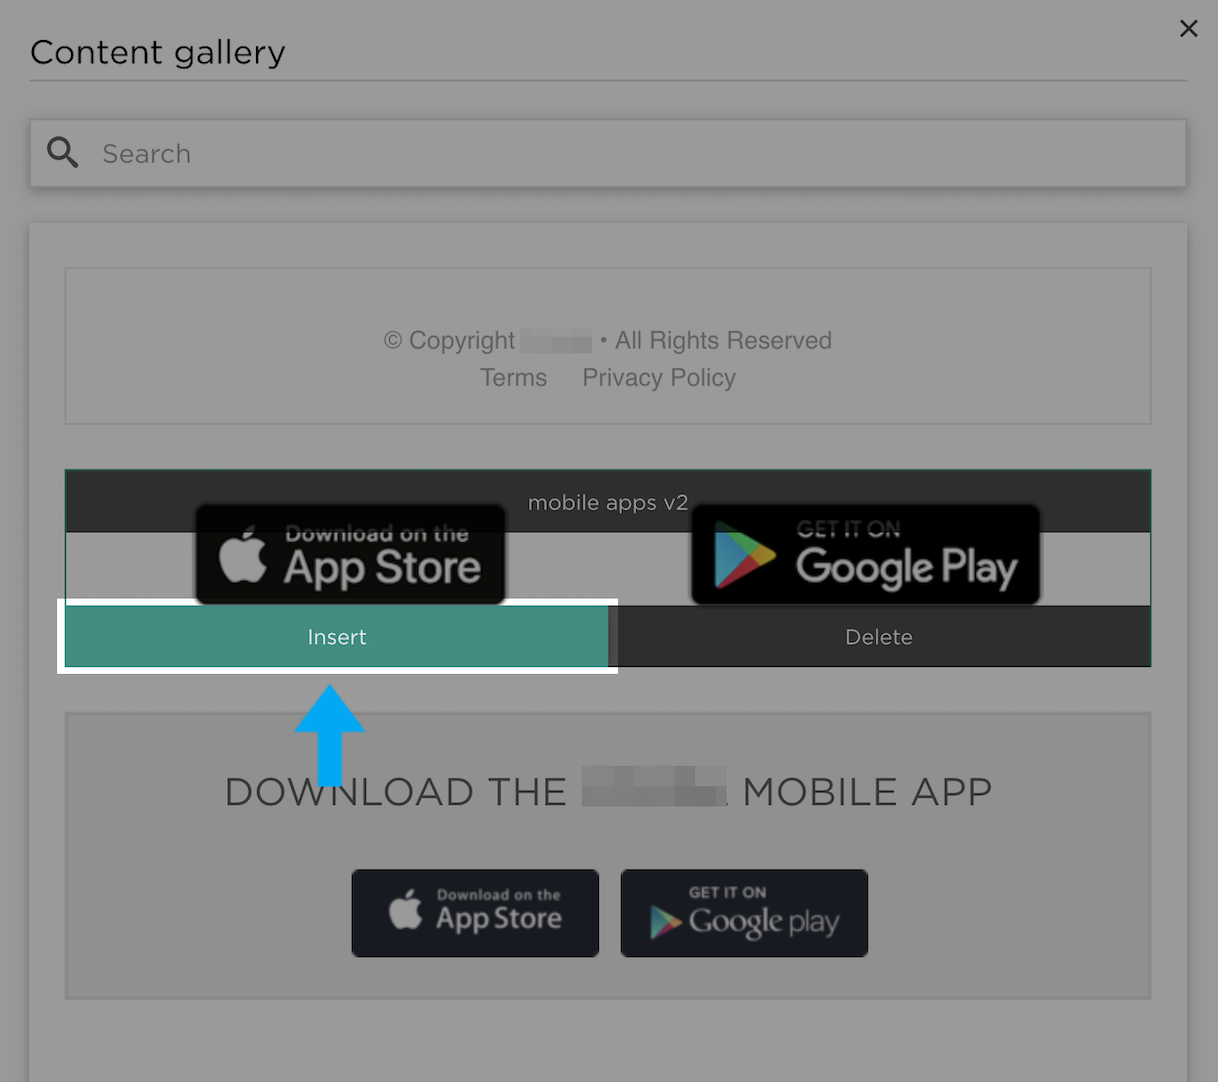 Content gallery
Search
© Copyright • All Rights Reserved
Terms Privacy Policy
mobile apps v2
Download on the
App Store
GET IT ON
Google Play
Insert
Delete
DOWNLOAD THE MOBILE APP
Download on the
App Store
GET IT ON
Google play